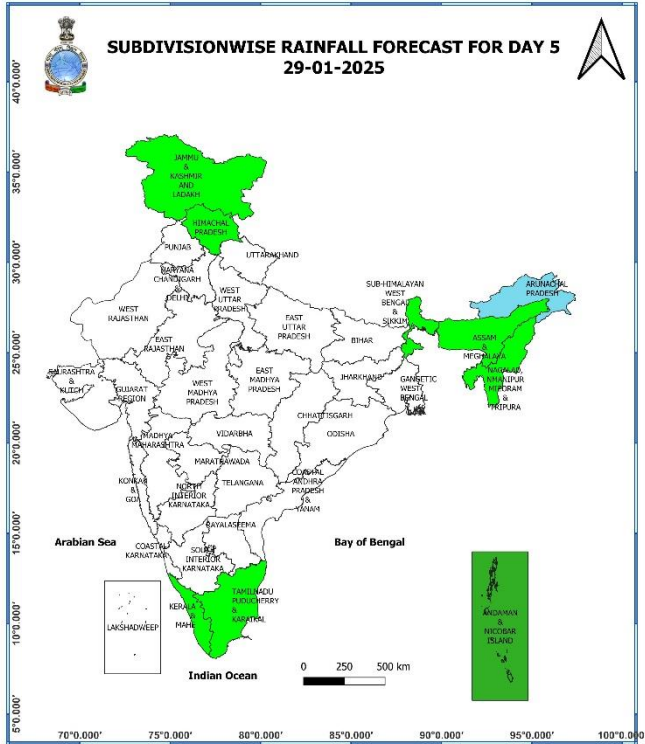 SUBDIVISIONWISE RAINFALL FORECAST FOR DAY 5
29-01-2025
40°0.000'
35°0.000'
30°0.000'
25°0.000'
20°0.000'
15°0.000'
10°0.000'
5°0.000'
JAMMU
&
KASHMIR
AND
LADAKH
HIMACHAL
PRADESH
PUNJAB
UTTARAKHAND
HARYANA
CHANDIGARH
&
DELHI
WEST
UTTAR
PRADESH
SUB-HIMALAYAN
WEST
BENGAL
&
SIKKIM
ARUNACHAL
PRADESH
WEST
RAJASTHAN
EAST
RAJASTHAN
EAST
UTTAR
PRADESH
BIHAR
ASSAM
&
MEGHALAYA
SAURASHTRA
&
KUTCH
GUJARAT
REGION
WEST
MADHYA
PRADESH
EAST
MADHYA
PRADESH
JHARKHAND
GANGETIC
WEST
BENGAL
MIZORAM
&
TRIPURA
CHHATTISGARH
ODISHA
MADHYA
MAHARASHTRA
VIDARBHA
MARATHWADA
TELANGANA
KONKAN
&
GOA
NORTH
INTERIOR
KARNATAKA
COASTAL
ANDHRA
PRADESH
&
YANAM
RAYALASEEMA
Arabian Sea
COASTAL
KARNATAKA
SOUTH
INTERIOR
KARNATAKA
Bay of Bengal
LAKSHADWEEP
KERALA
&
MAHE
TAMILNADU
PUDUCHERRY
&
KARAIKAL
ANDAMAN
&
NICOBAR
ISLAND
Indian Ocean
0 250 500 km
70°0.000' 75°0.000' 80°0.000' 85°0.000' 90°0.000' 95°0.000' 100°0.000'